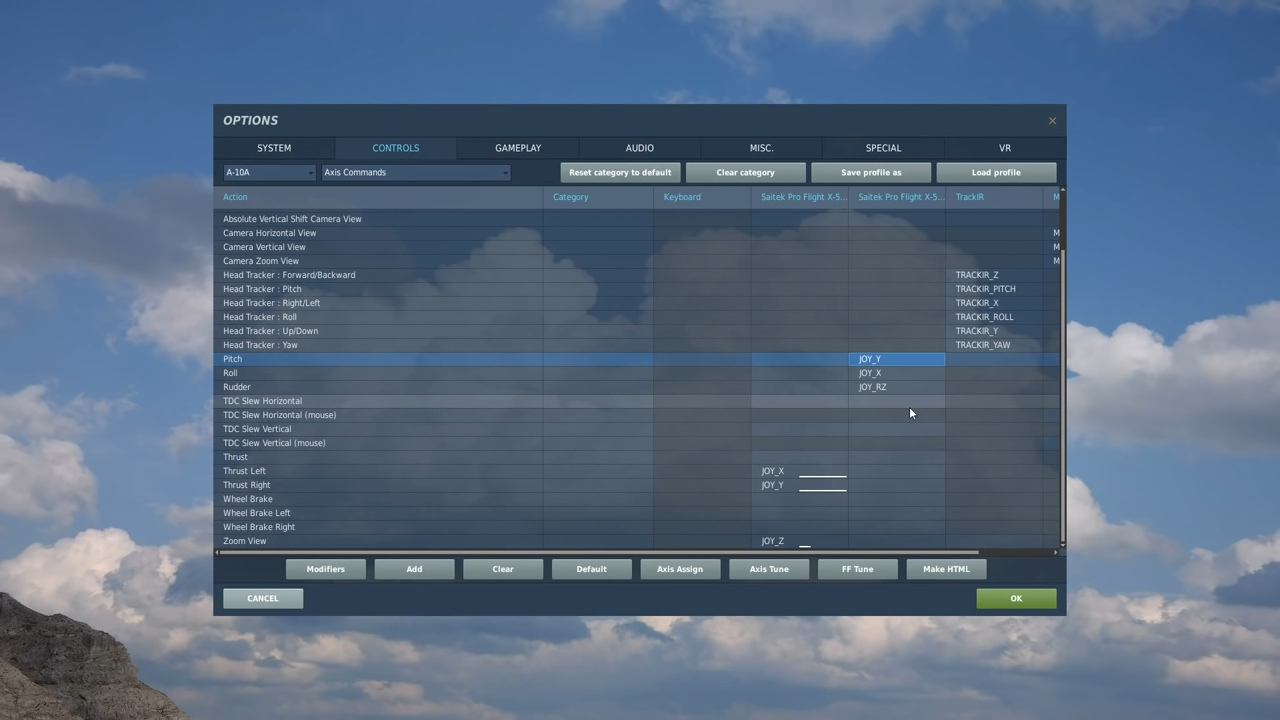 OPTIONS
SYSTEM CONTROLS GAMEPLAY AUDIO MISC. SPECIAL VR
A-10A Axis Commands Reset category to default Clear category Save profile as Load profile
Action Category Keyboard Saitek Pro Flight X-5... Saitek Pro Flight X-5... TrackIR M
Absolute Vertical Shift Camera View
Camera Horizontal View M
Camera Vertical View M
Camera Zoom View M
Head Tracker : Forward/Backward TRACKIR_Z
Head Tracker : Pitch TRACKIR_PITCH
Head Tracker : Right/Left TRACKIR_X
Head Tracker : Roll TRACKIR_ROLL
Head Tracker : Up/Down TRACKIR_Y
Head Tracker : Yaw TRACKIR_YAW
Pitch JOY_Y
Roll JOY_X
Rudder JOY_RZ
TDC Slew Horizontal
TDC Slew Horizontal (mouse)
TDC Slew Vertical
TDC Slew Vertical (mouse)
Thrust
Thrust Left JOY_X
Thrust Right JOY_Y
Wheel Brake
Wheel Brake Left
Wheel Brake Right
Zoom View JOY_Z
Modifiers Add Clear Default Axis Assign Axis Tune FF Tune Make HTML
CANCEL OK